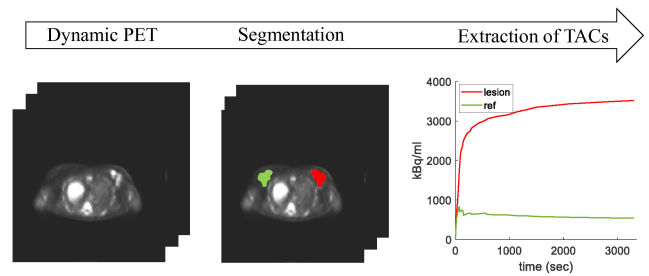 Dynamic PET
Segmentation
Extraction of TACs
4000
3000
2000
1000
0
kBq/ml
lesion
ref
0
1000
2000
3000
time (sec)